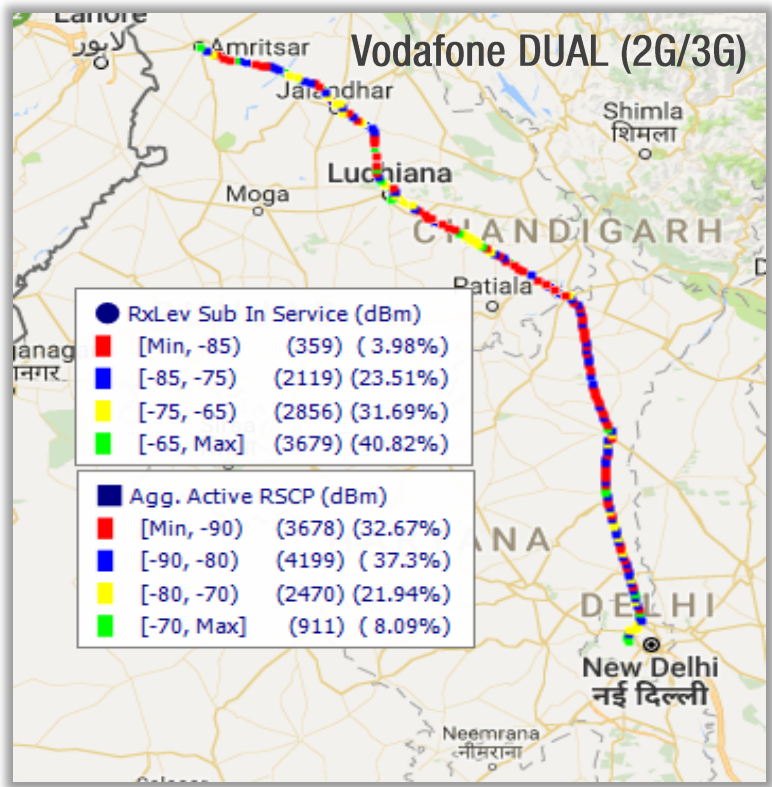 Lahore
لاہور
Amritsar
Vodafone DUAL (2G/3G)
Jalandhar
Shimla
शिमला
Ludhiana
Moga
CHANDIGARH
Patiala
RxLev Sub In Service (dBm)
[Min, -85) (359) ( 3.98%)
[-85, -75) (2119) (23.51%)
[-75, -65) (2856) (31.69%)
[-65, Max] (3679) (40.82%)
anag
नगर
Agg. Active RSCP (dBm)
[Min, -90) (3678) (32.67%)
[-90, -80) (4199) ( 37.3%)
[-80, -70) (2470) (21.94%)
[-70, Max] (911) ( 8.09%)
ANA
DELHI
New Delhi
नई दिल्ली
Neemrana
नीमराना